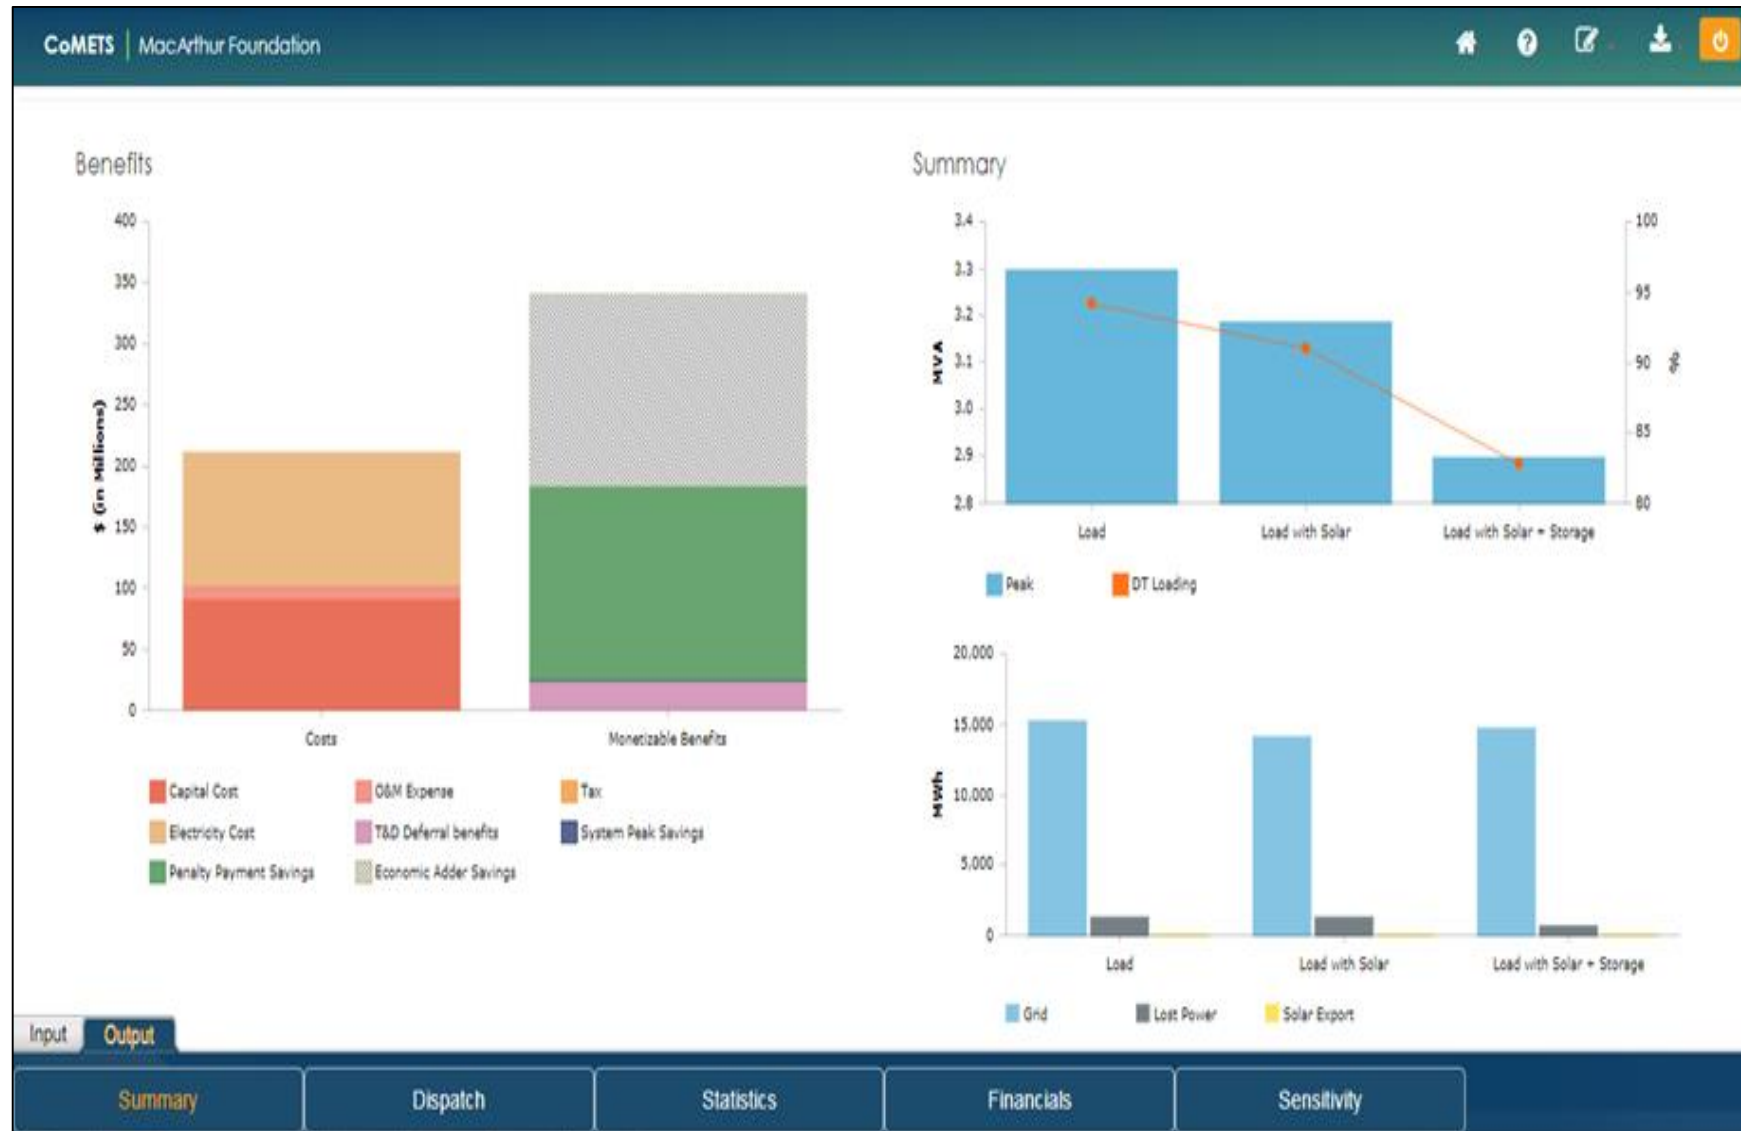 CoMETS | MacArthur Foundation
Benefits
400
350
300
250
200
150
100
50
0
$ (in Millions)
Costs
Monetizable Benefits
Capital Cost
O&M Expense
Tax
Electricity Cost
T&D Deferral benefits
System Peak Savings
Penalty Payment Savings
Economic Adder Savings
Summary
3.4
3.3
3.2
3.1
3.0
2.9
2.8
MVA
100
95
90
85
80
%
Load
Load with Solar
Load with Solar + Storage
Peak
DT Loading
20,000
15,000
10,000
5,000
0
MWh
Load
Load with Solar
Load with Solar + Storage
Grid
Lost Power
Solar Export
Input
Output
Summary
Dispatch
Statistics
Financials
Sensitivity